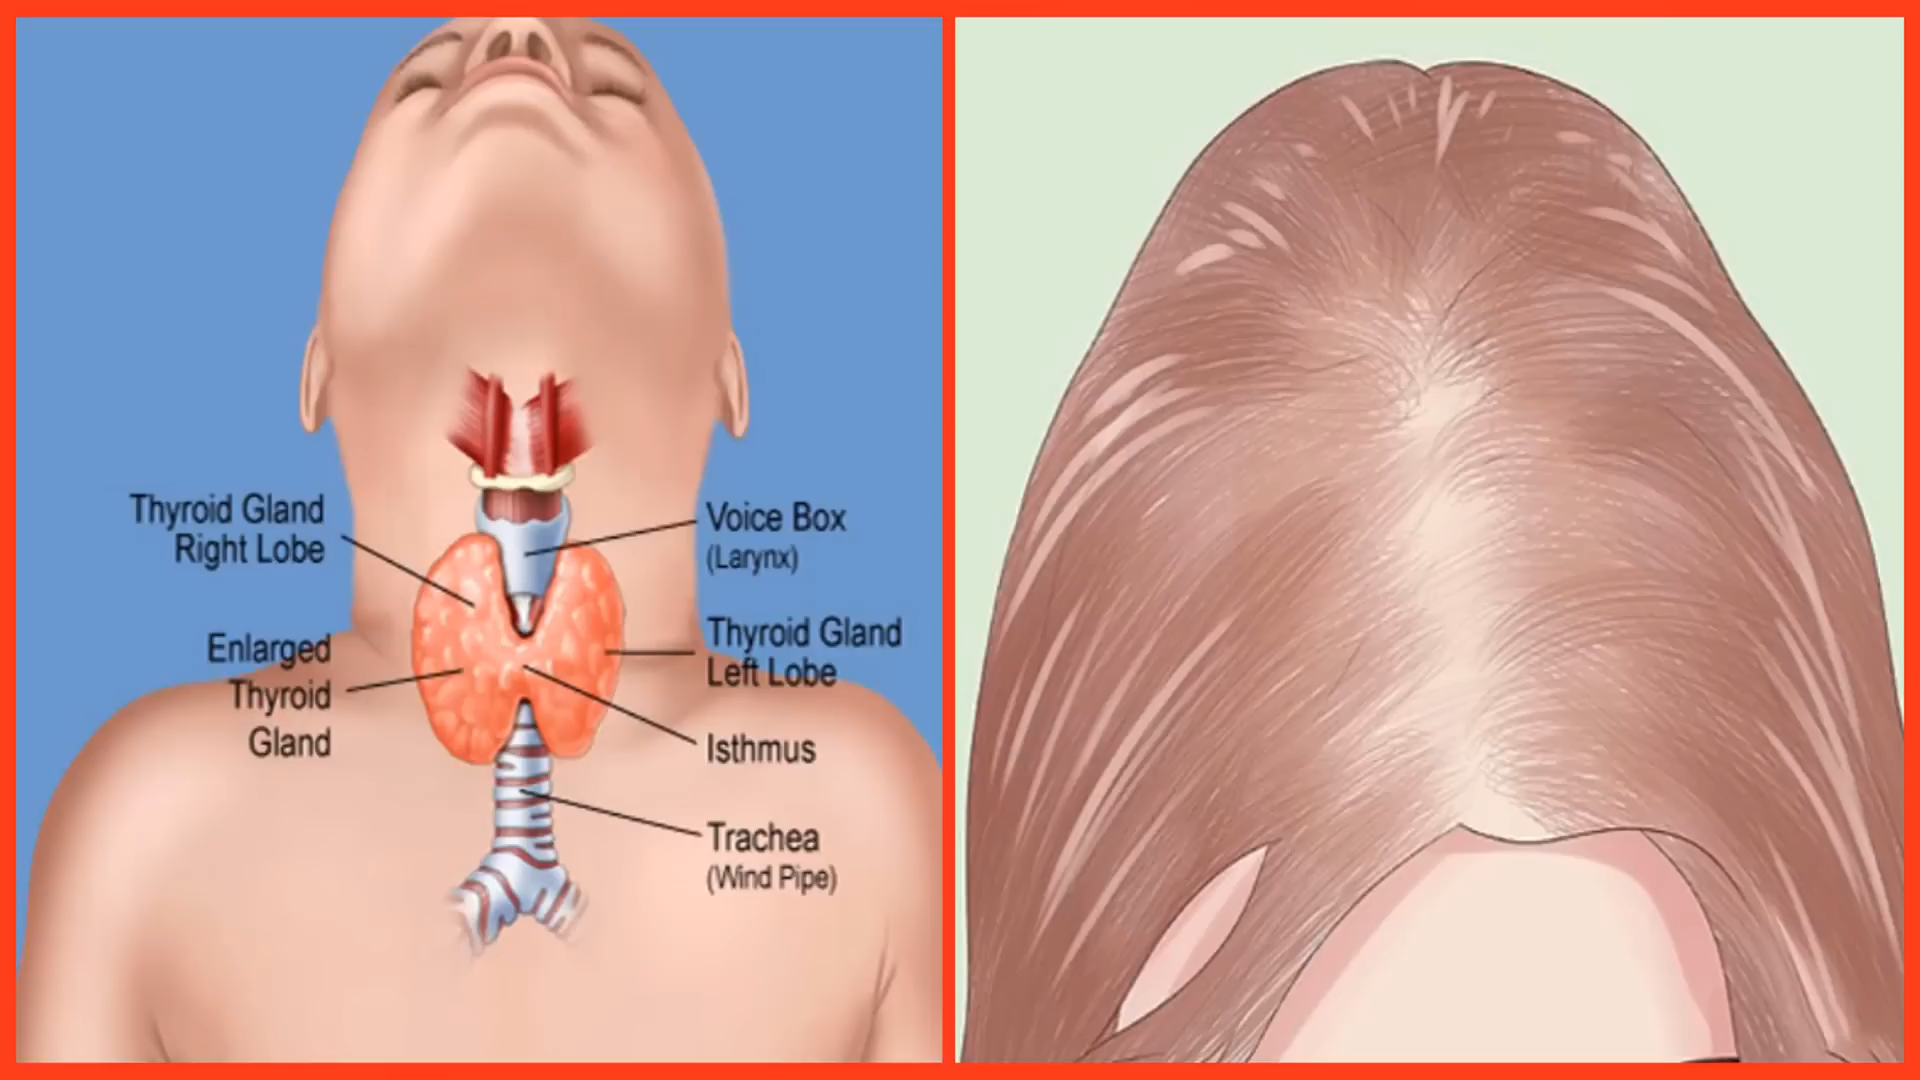 Thyroid Gland
Right Lobe
Enlarged
Thyroid
Gland
Voice Box
(Larynx)
Thyroid Gland
Left Lobe
Isthmus
Trachea
(Wind Pipe)